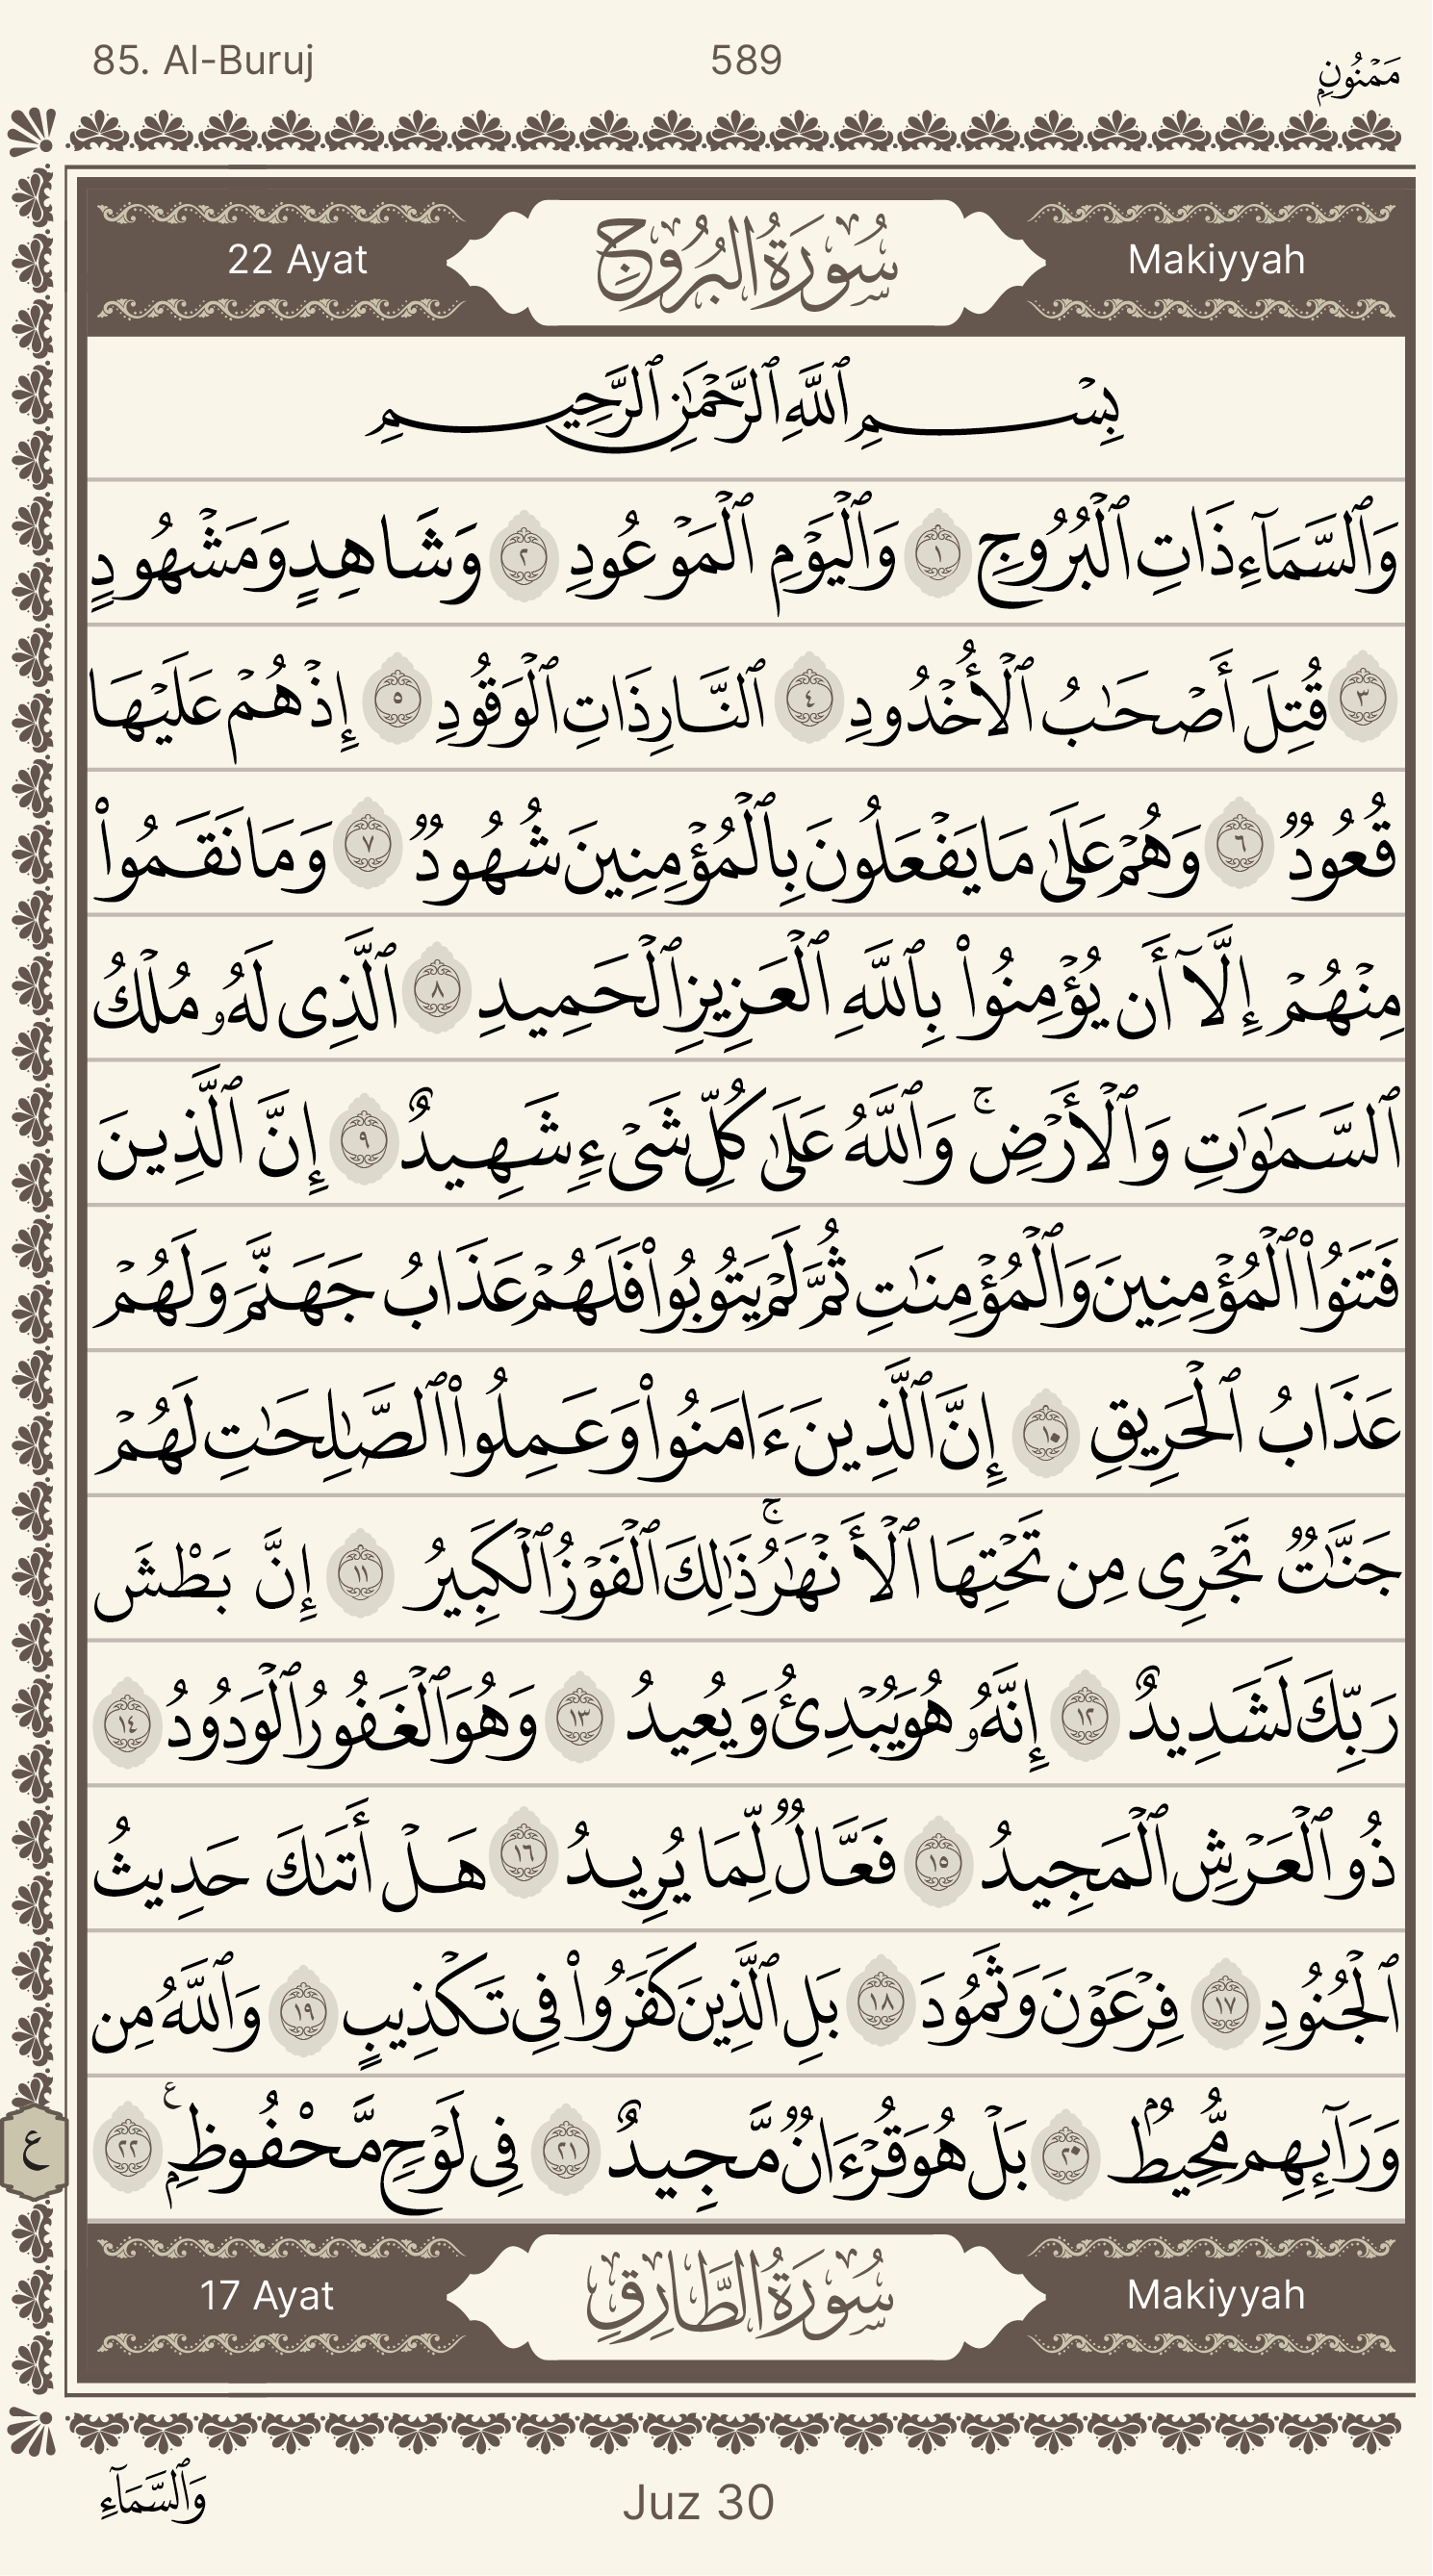 85. Al-Buruj 589 مَمۡنُونِۭ
22 Ayat سُورَةُ البُرُوجِ Makiyyah
بِسۡمِ ٱللَّهِ ٱلرَّحۡمَٰنِ ٱلرَّحِيمِ
وَٱلسَّمَآءِ ذَاتِ ٱلۡبُرُوجِ ١ وَٱلۡيَوۡمِ ٱلۡمَوۡعُودِ ٢ وَشَاهِدٖ وَمَشۡهُودٖ
٣ قُتِلَ أَصۡحَٰبُ ٱلۡأُخۡدُودِ ٤ ٱلنَّارِ ذَاتِ ٱلۡوَقُودِ ٥ إِذۡ هُمۡ عَلَيۡهَا
قُعُودٞ ٦ وَهُمۡ عَلَىٰ مَا يَفۡعَلُونَ بِٱلۡمُؤۡمِنِينَ شُهُودٞ ٧ وَمَا نَقَمُواْ
مِنۡهُمۡ إِلَّآ أَن يُؤۡمِنُواْ بِٱللَّهِ ٱلۡعَزِيزِ ٱلۡحَمِيدِ ٨ ٱلَّذِي لَهُۥ مُلۡكُ
ٱلسَّمَٰوَٰتِ وَٱلۡأَرۡضِۚ وَٱللَّهُ عَلَىٰ كُلِّ شَيۡءٖ شَهِيدٌ ٩ إِنَّ ٱلَّذِينَ
فَتَنُواْ ٱلۡمُؤۡمِنِينَ وَٱلۡمُؤۡمِنَٰتِ ثُمَّ لَمۡ يَتُوبُواْ فَلَهُمۡ عَذَابُ جَهَنَّمَ وَلَهُمۡ
عَذَابُ ٱلۡحَرِيقِ ١٠ إِنَّ ٱلَّذِينَ ءَامَنُواْ وَعَمِلُواْ ٱلصَّٰلِحَٰتِ لَهُمۡ
جَنَّٰتٞ تَجۡرِي مِن تَحۡتِهَا ٱلۡأَنۡهَٰرُۚ ذَٰلِكَ ٱلۡفَوۡزُ ٱلۡكَبِيرُ ١١ إِنَّ بَطۡشَ
رَبِّكَ لَشَدِيدٌ ١٢ إِنَّهُۥ هُوَ يُبۡدِئُ وَيُعِيدُ ١٣ وَهُوَ ٱلۡغَفُورُ ٱلۡوَدُودُ ١٤
ذُو ٱلۡعَرۡشِ ٱلۡمَجِيدُ ١٥ فَعَّالٞ لِّمَا يُرِيدُ ١٦ هَلۡ أَتَىٰكَ حَدِيثُ
ٱلۡجُنُودِ ١٧ فِرۡعَوۡنَ وَثَمُودَ ١٨ بَلِ ٱلَّذِينَ كَفَرُواْ فِي تَكۡذِيبٖ ١٩ وَٱللَّهُ مِن
وَرَآئِهِم مُّحِيطُۢ ٢٠ بَلۡ هُوَ قُرۡءَانٞ مَّجِيدٞ ٢١ فِي لَوۡحٖ مَّحۡفُوظِۭ ع ٢٢
ع
17 Ayat سُورَةُ الطَّارِقِ Makiyyah
وَٱلسَّمَآءِ Juz 30